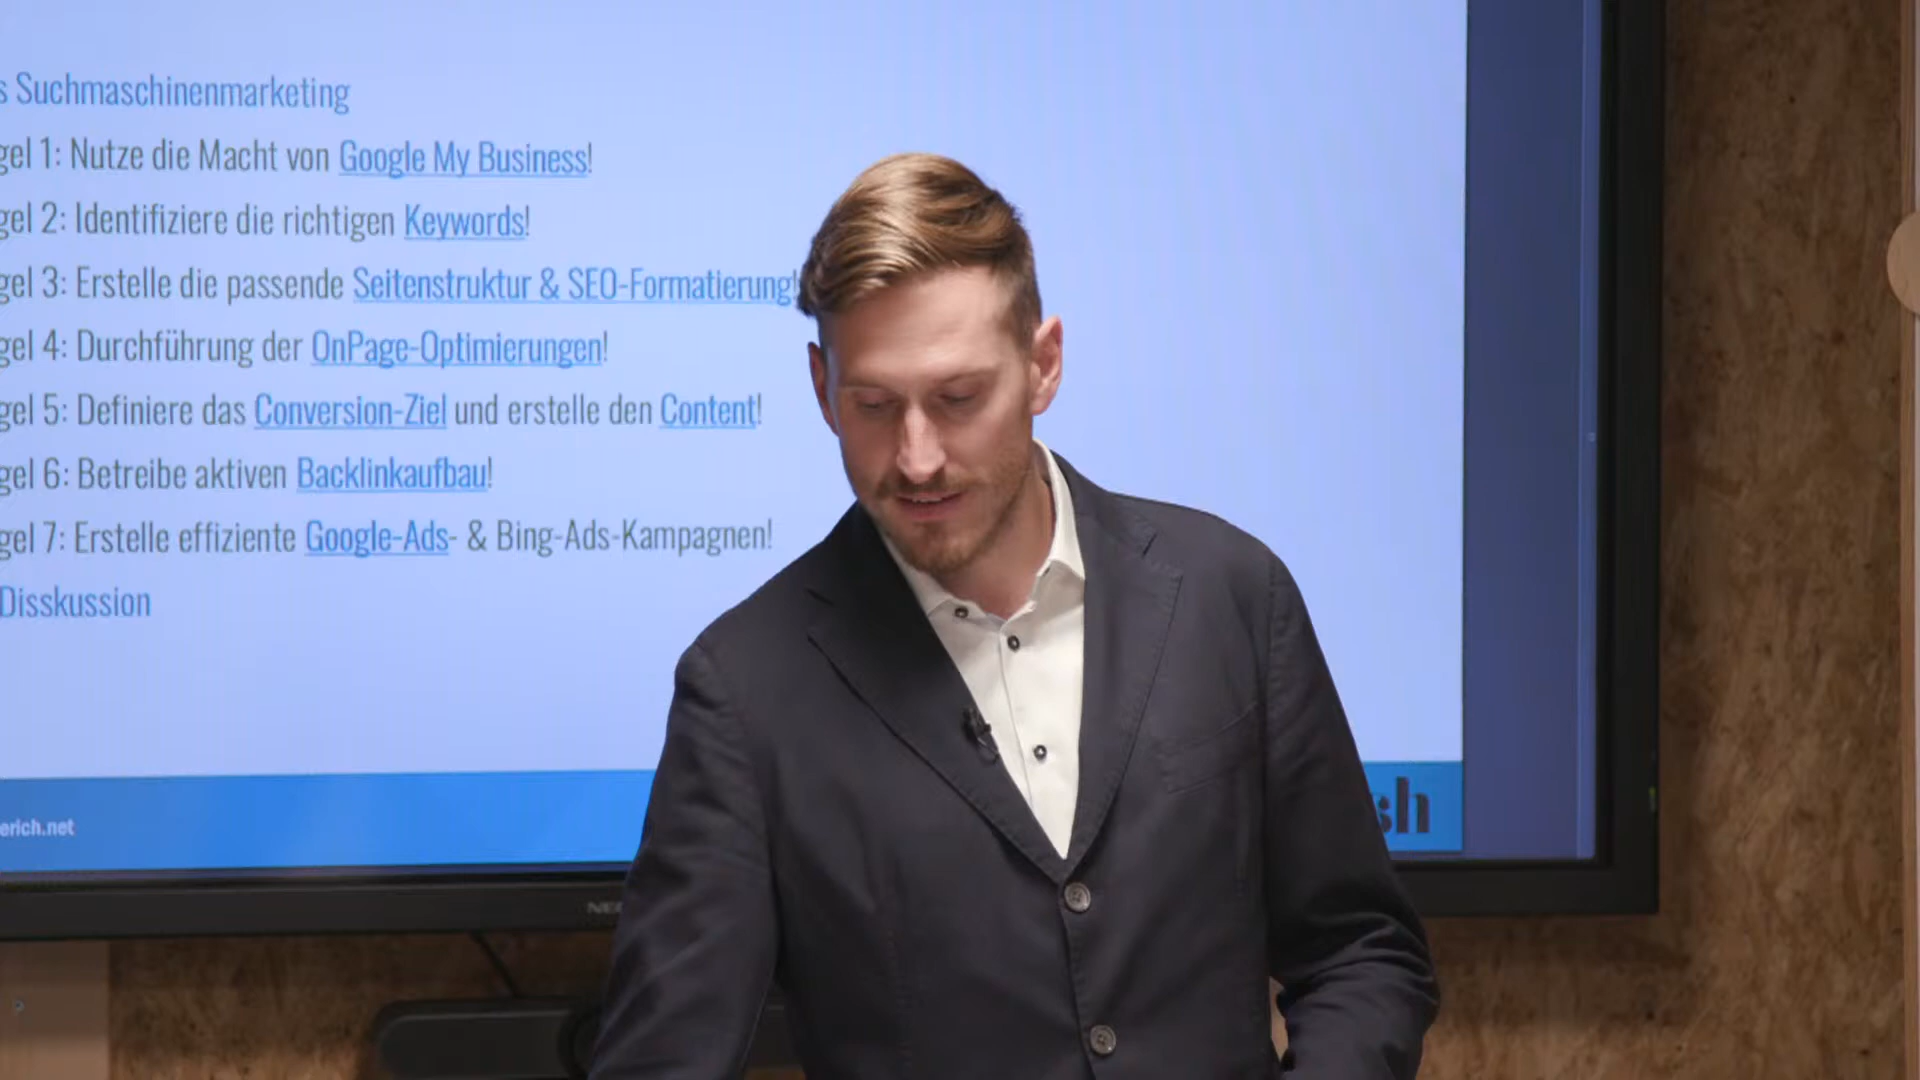 s Suchmaschinenmarketing
gel 1: Nutze die Macht von Google My Business!
gel 2: Identifiziere die richtigen Keywords!
gel 3: Erstelle die passende Seitenstruktur & SEO-Formatierung!
gel 4: Durchführung der OnPage-Optimierungen!
gel 5: Definiere das Conversion-Ziel und erstelle den Content!
gel 6: Betreibe aktiven Backlinkaufbau!
gel 7: Erstelle effiziente Google-Ads- & Bing-Ads-Kampagnen!
Disskussion
erich.net
sh